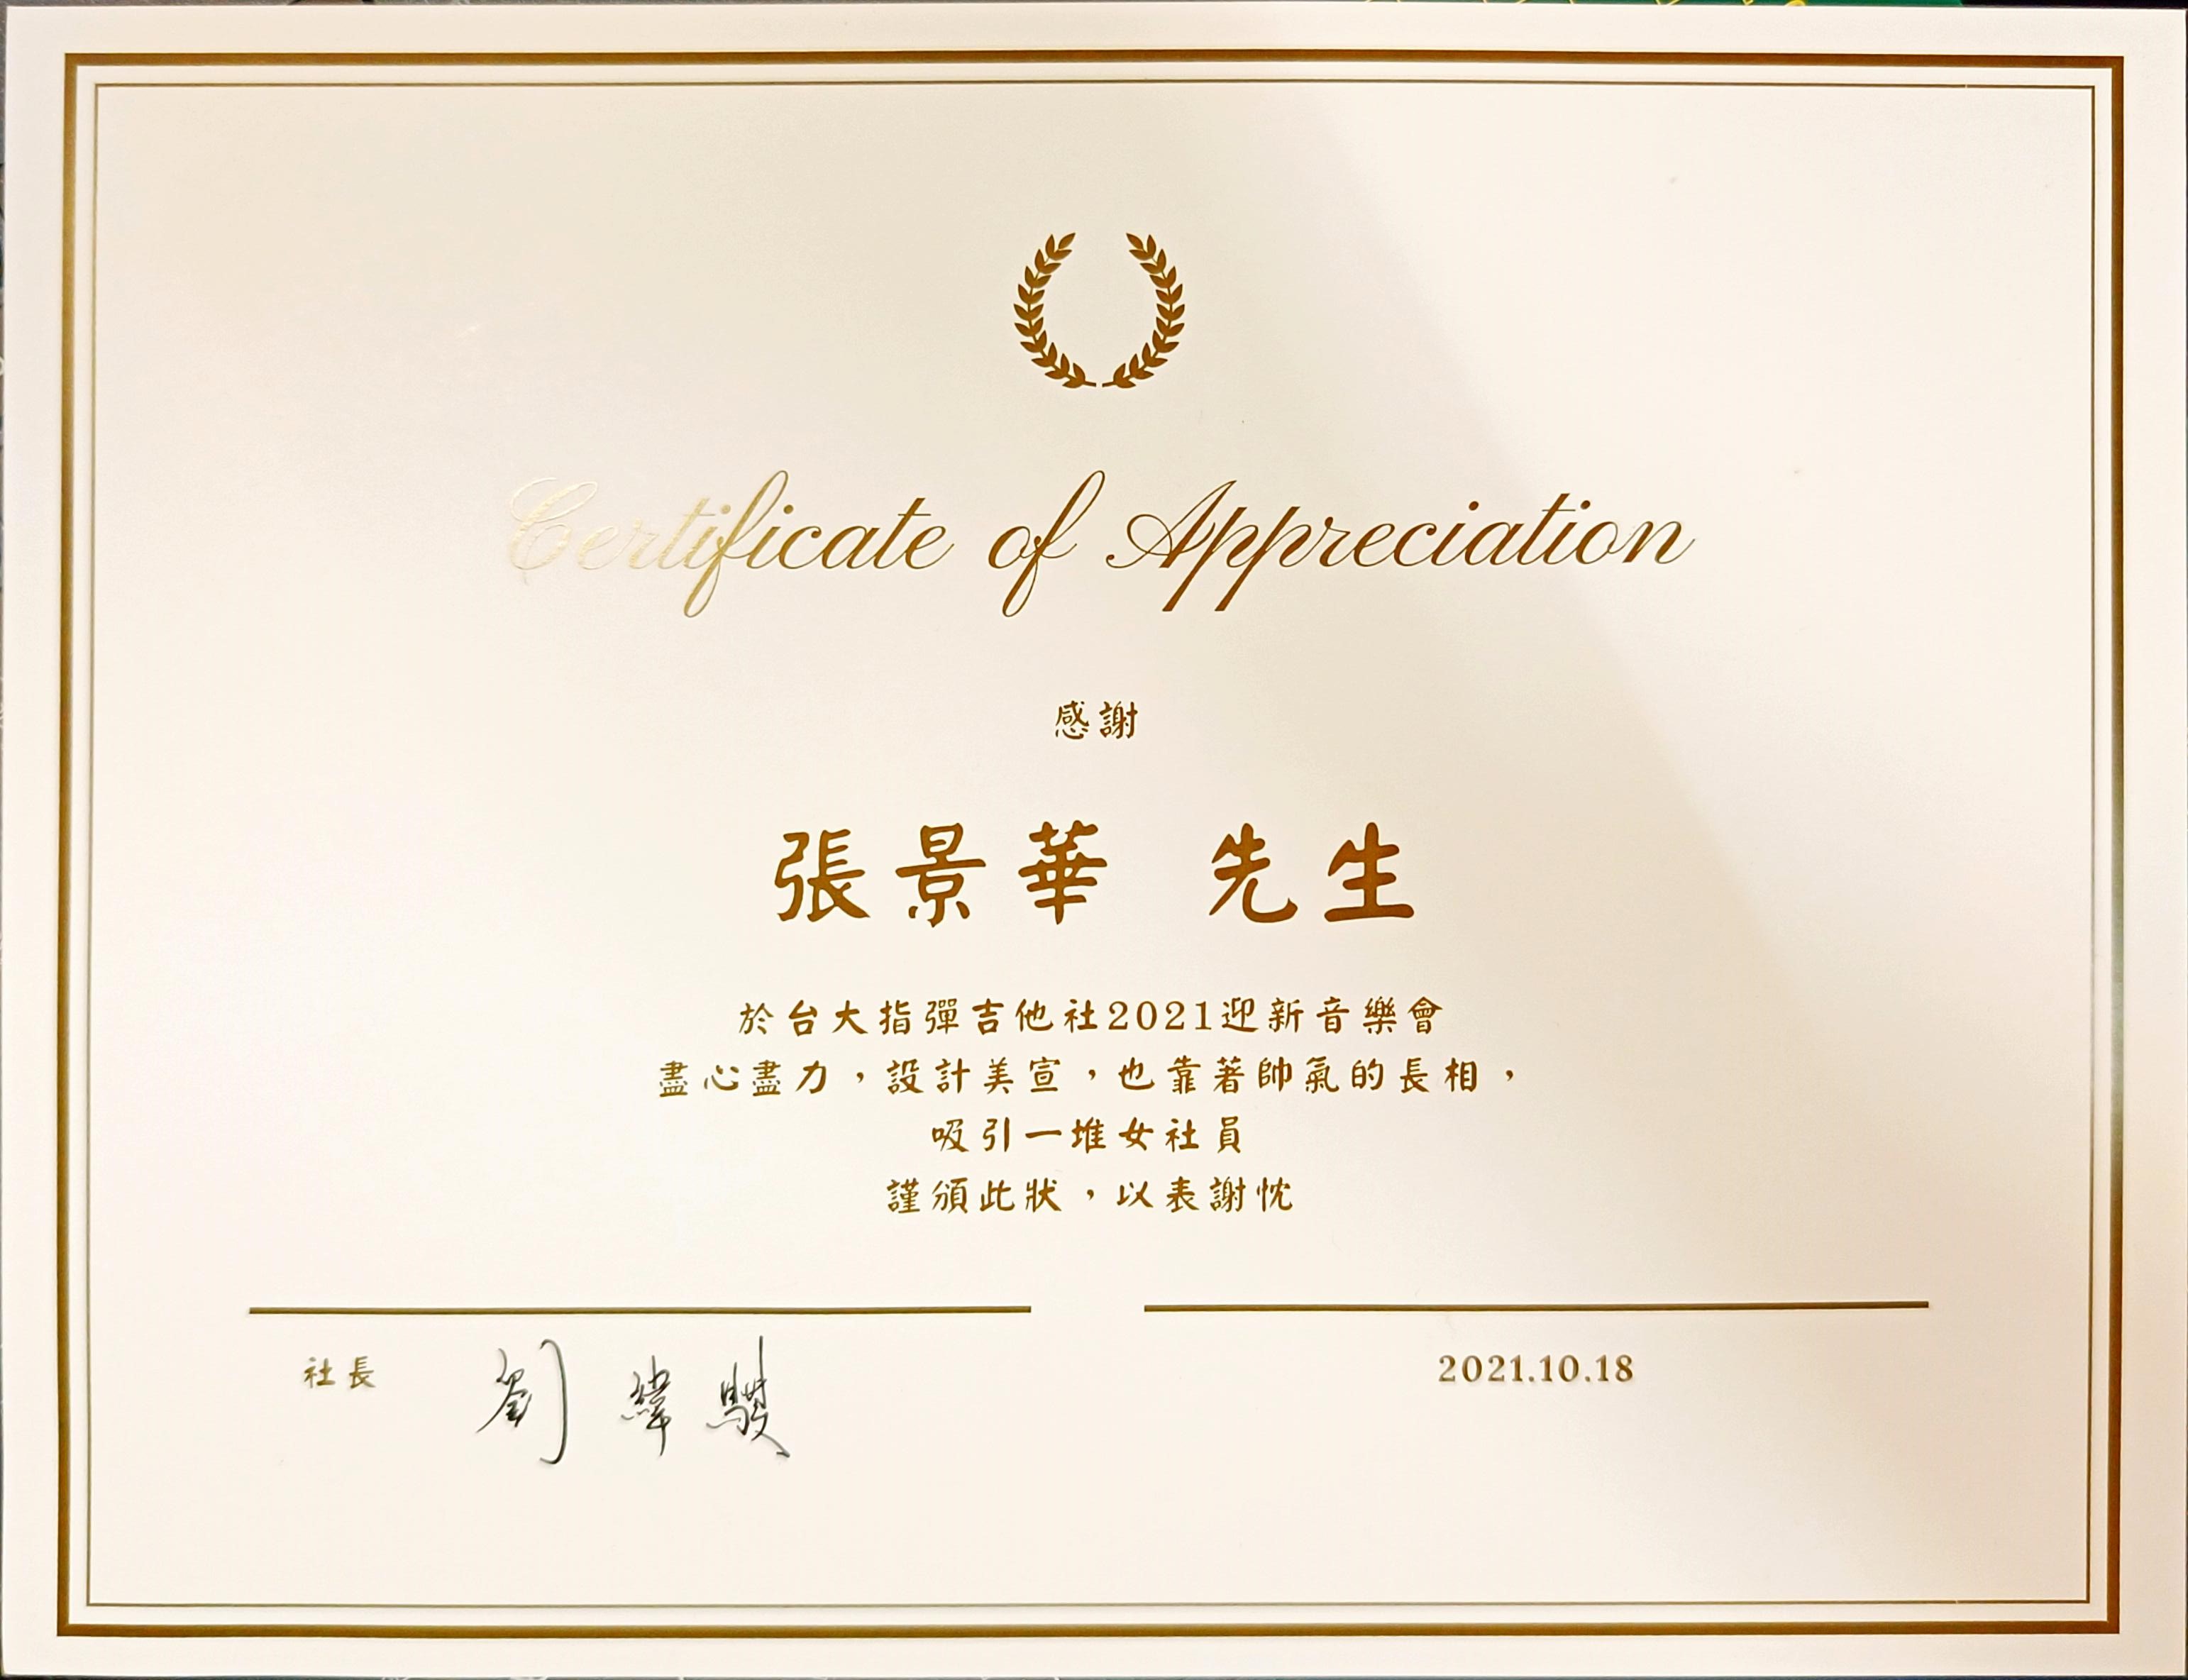 Certificate of Appreciation
感謝
張景華 先生
於台大指彈吉他社2021迎新音樂會
盡心盡力，設計美宣，也靠著帥氣的長相，
吸引一堆女社員
謹頒此狀，以表謝忱
社長 劉緯駿
2021.10.18